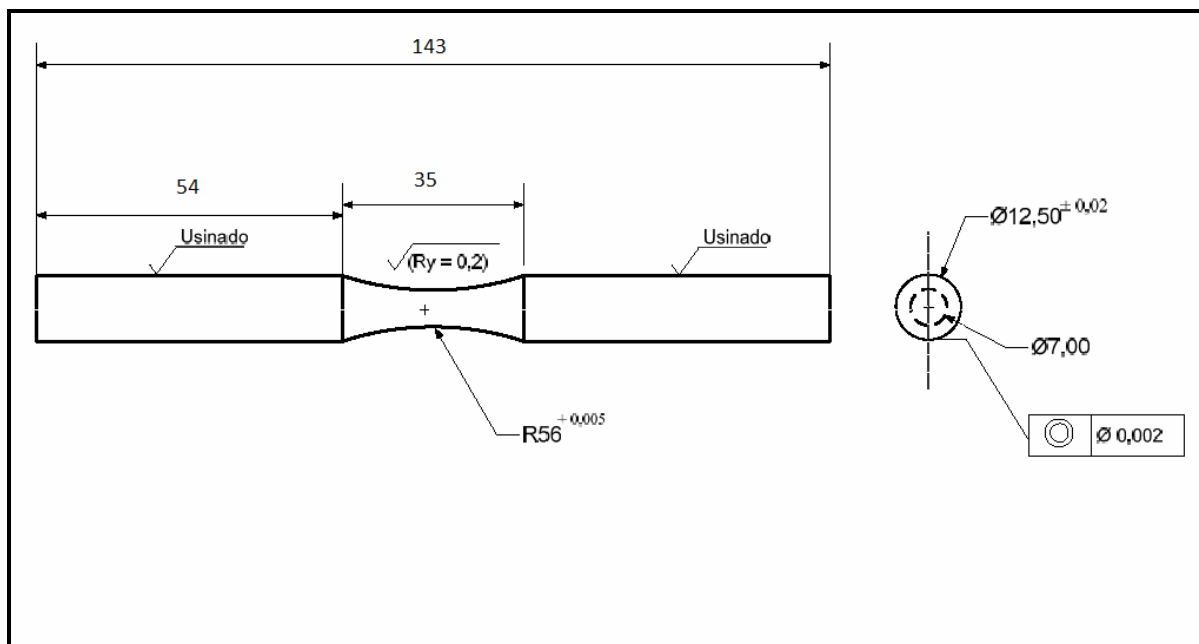 143
54
35
Usinado
(Ry = 0,2)
Usinado
Ø12,50 ± 0,02
Ø7,00
R56 + 0,005
Ø 0,002